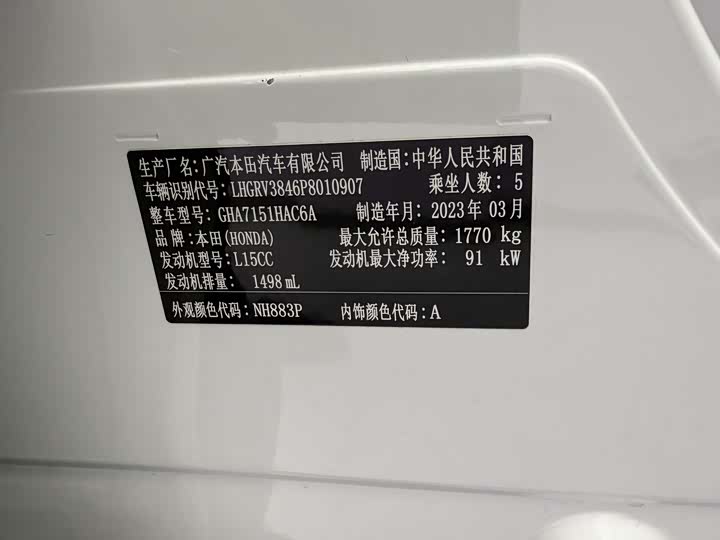 生产厂名:广汽本田汽车有限公司 制造国:中华人民共和国
车辆识别代号:LHGRV3846P8010907 乘坐人数:5
整车型号:GHA7151HAC6A 制造年月:2023年03月
品牌:本田(HONDA) 最大允许总质量:1770 kg
发动机型号:L15CC 发动机最大净功率:91 kW
发动机排量:1498 mL
外观颜色代码:NH883P 内饰颜色代码:A